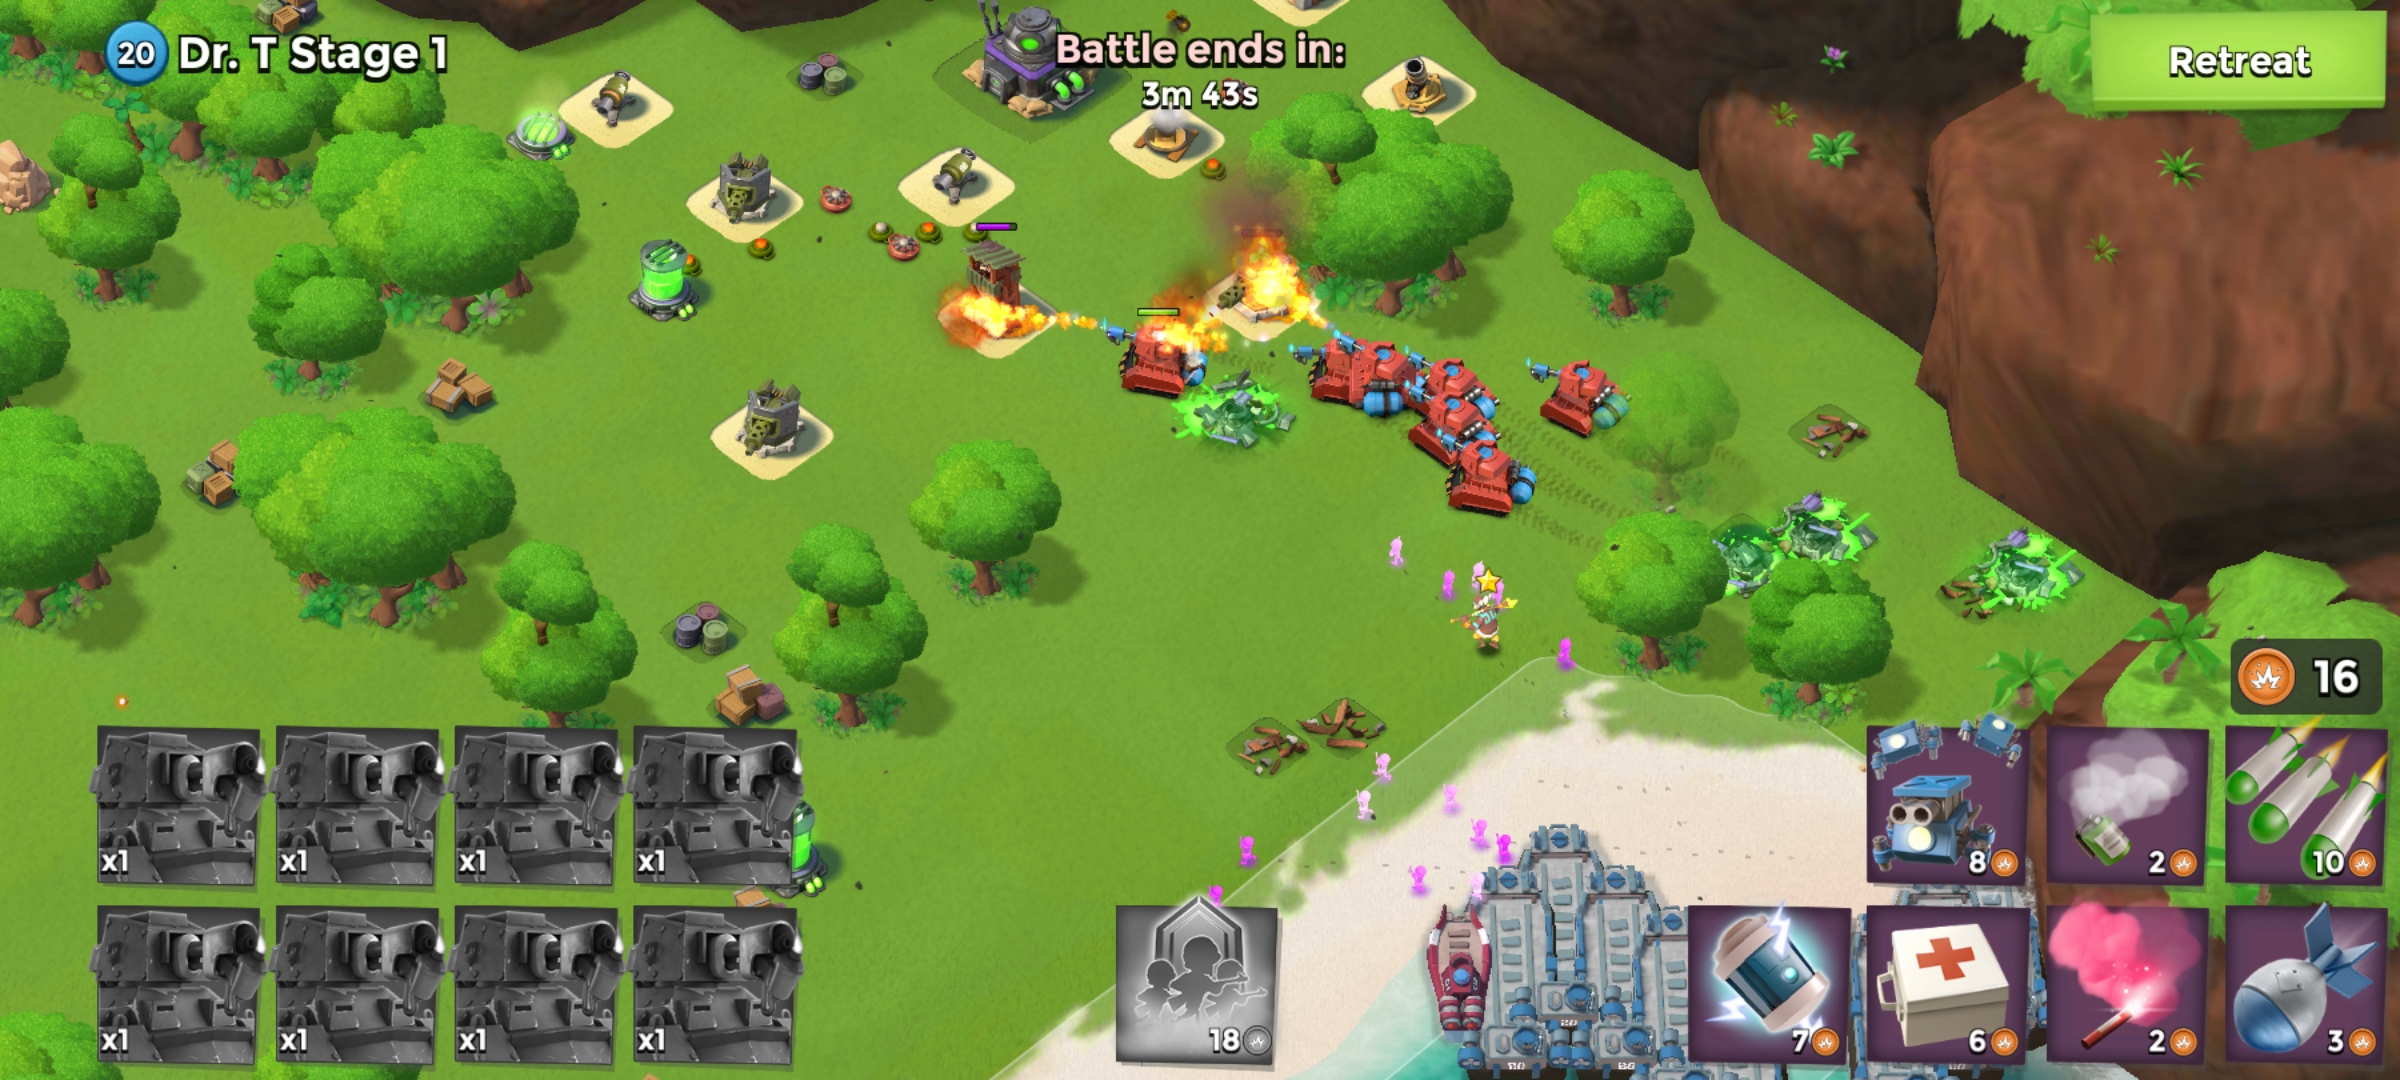 20 Dr. T Stage 1
Battle ends in:
3m 43s
Retreat
16
8
2
10
x1
x1
x1
x1
x1
x1
x1
x1
18
7
6
2
3